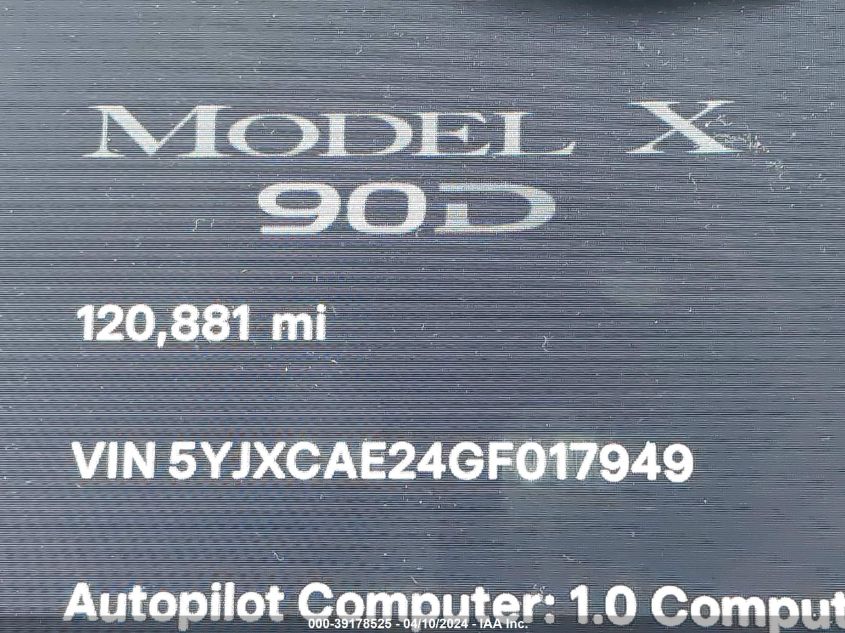 MODEL X
90D
120,881 mi
VIN 5YJXCAE24GF017949
Autopilot Computer: 1.0 Comput
000-39178525 - 04/10/2024 - IAA Inc.